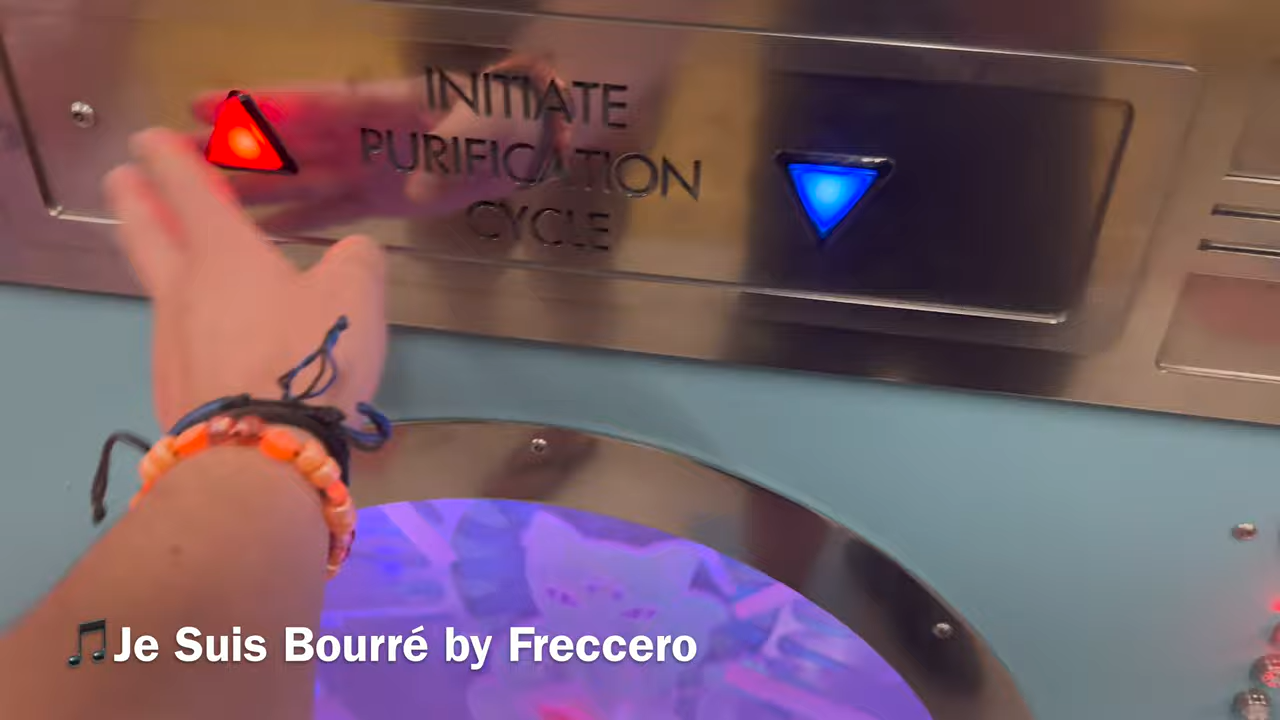 INITIATE
PURIFICATION
CYCLE
🎵Je Suis Bourré by Freccero